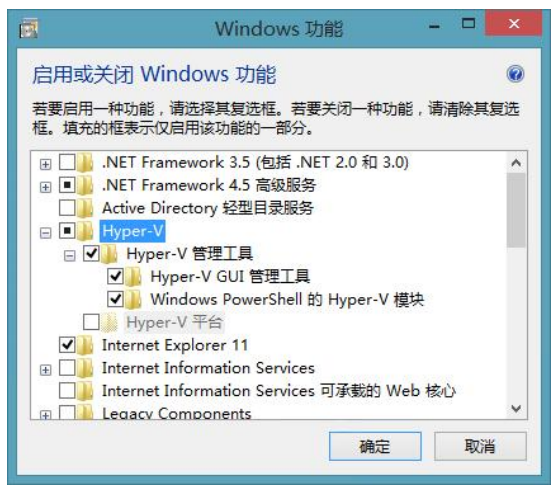 Windows 功能
启用或关闭 Windows 功能
若要启用一种功能，请选择其复选框。若要关闭一种功能，请清除其复选
框。填充的框表示仅启用该功能的一部分。
.NET Framework 3.5 (包括 .NET 2.0 和 3.0)
.NET Framework 4.5 高级服务
Active Directory 轻型目录服务
Hyper-V
Hyper-V 管理工具
Hyper-V GUI 管理工具
Windows PowerShell 的 Hyper-V 模块
Hyper-V 平台
Internet Explorer 11
Internet Information Services
Internet Information Services 可承载的 Web 核心
Legacy Components
确定 取消